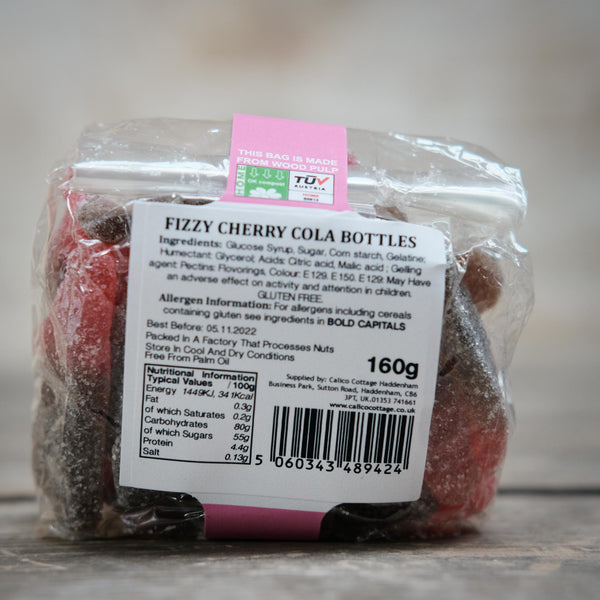 THIS BAG IS MADE
FROM WOOD PULP
HOME
OK compost
TÜV
AUSTRIA
FIZZY CHERRY COLA BOTTLES
Ingredients: Glucose Syrup, Sugar, Corn starch, Gelatine;
Humectant: Glycerol; Acids: Citric acid, Malic acid ; Gelling
agent: Pectins: Flovorings, Colour: E129. E150. E129: May Have
an adverse effect on activity and attention in children.
GLUTEN FREE.
Allergen Information: For allergens including cereals
containing gluten see ingredients in BOLD CAPITALS
Best Before: 05.11.2022
Packed In A Factory That Processes Nuts
Store In Cool And Dry Conditions
Free From Palm Oil
160g
Supplied by: Calico Cottage Haddenham
Business Park, Sutton Road, Haddenham, CB6
3PT, UK.01353 741661
www.calicocottage.co.uk
Nutritional Information
Typical Values / 100g
Energy 1449KJ, 341Kcal
Fat 0.3g
of which Saturates 0.2g
Carbohydrates 80g
of which Sugars 55g
Protein 4.4g
Salt 0.13g
5 060343 489424